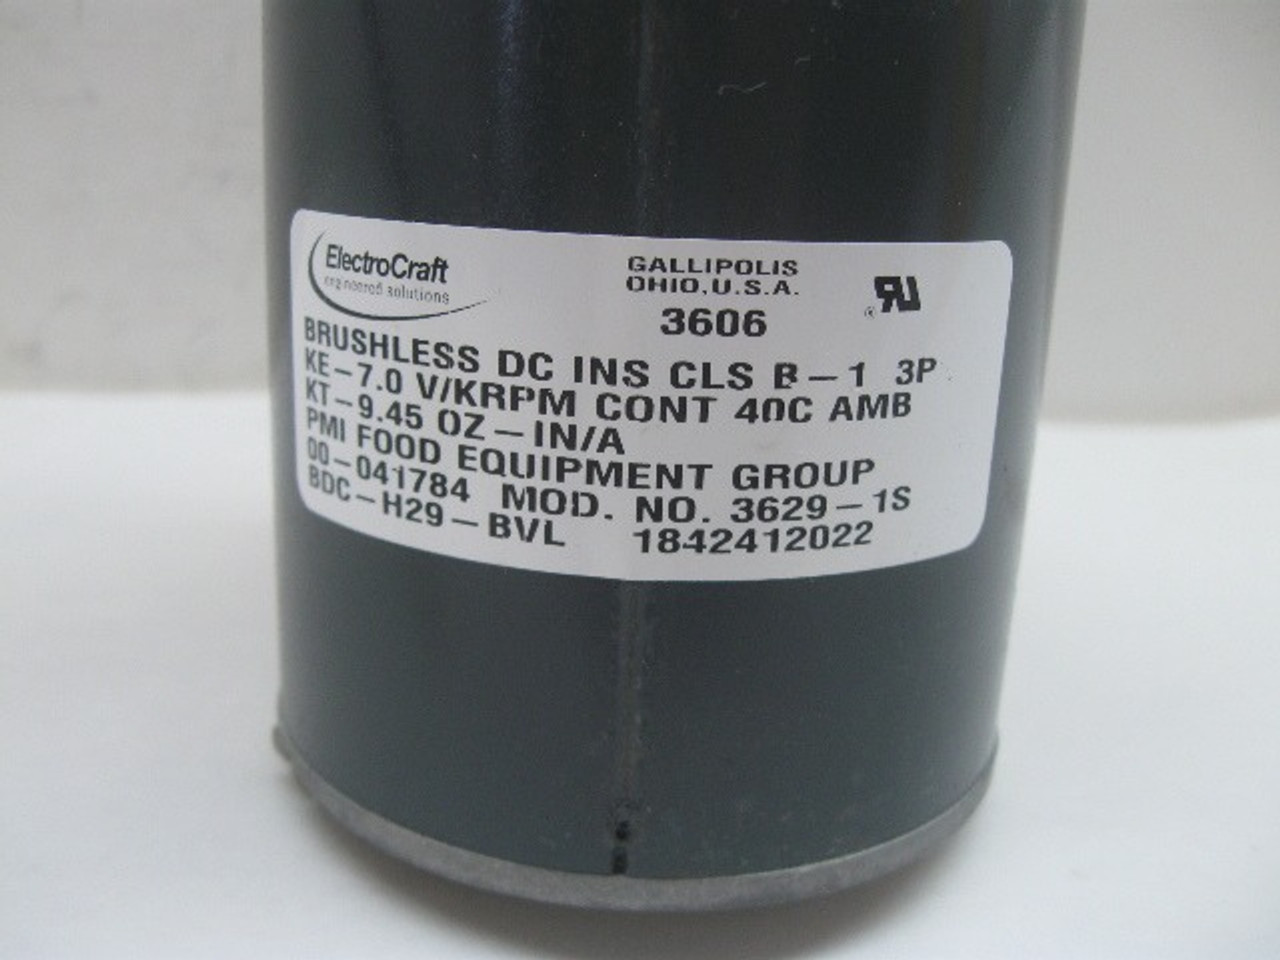 ElectroCraft
engineered solutions
GALLIPOLIS
OHIO, U.S.A.
3606
BRUSHLESS DC INS CLS B-1 3P
KE-7.0 V/KRPM CONT 40C AMB
KT-9.45 OZ-IN/A
PMI FOOD EQUIPMENT GROUP
00-041784 MOD. NO. 3629-1S
BDC-H29-BVL 1842412022